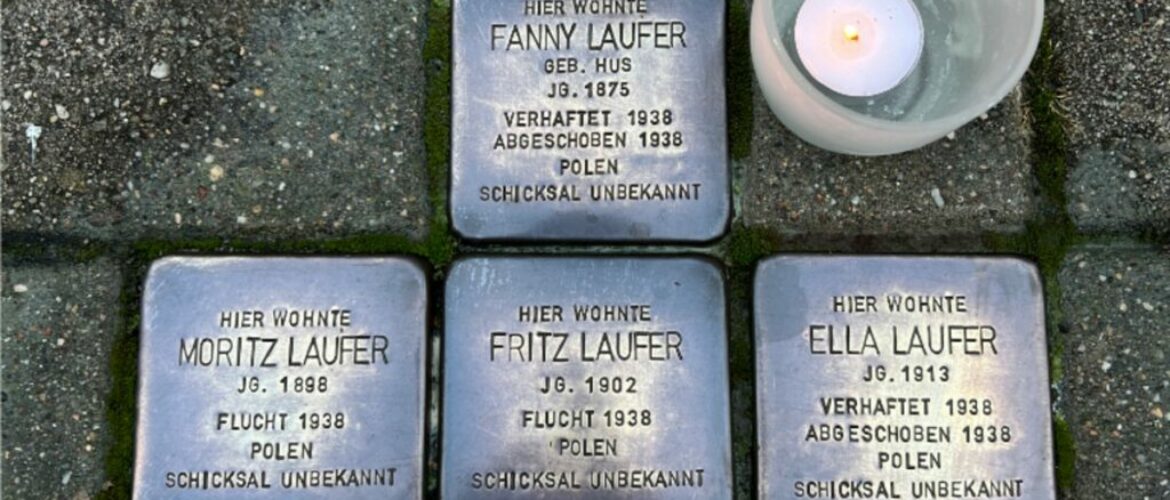 HIER WOHNTE
FANNY LAUFER
GEB. HUS
JG. 1875
VERHAFTET 1938
ABGESCHOBEN 1938
POLEN
SCHICKSAL UNBEKANNT
HIER WOHNTE
MORITZ LAUFER
JG. 1898
FLUCHT 1938
POLEN
SCHICKSAL UNBEKANNT
HIER WOHNTE
FRITZ LAUFER
JG. 1902
FLUCHT 1938
POLEN
SCHICKSAL UNBEKANNT
HIER WOHNTE
ELLA LAUFER
JG. 1913
VERHAFTET 1938
ABGESCHOBEN 1938
POLEN
SCHICKSAL UNBEKANNT